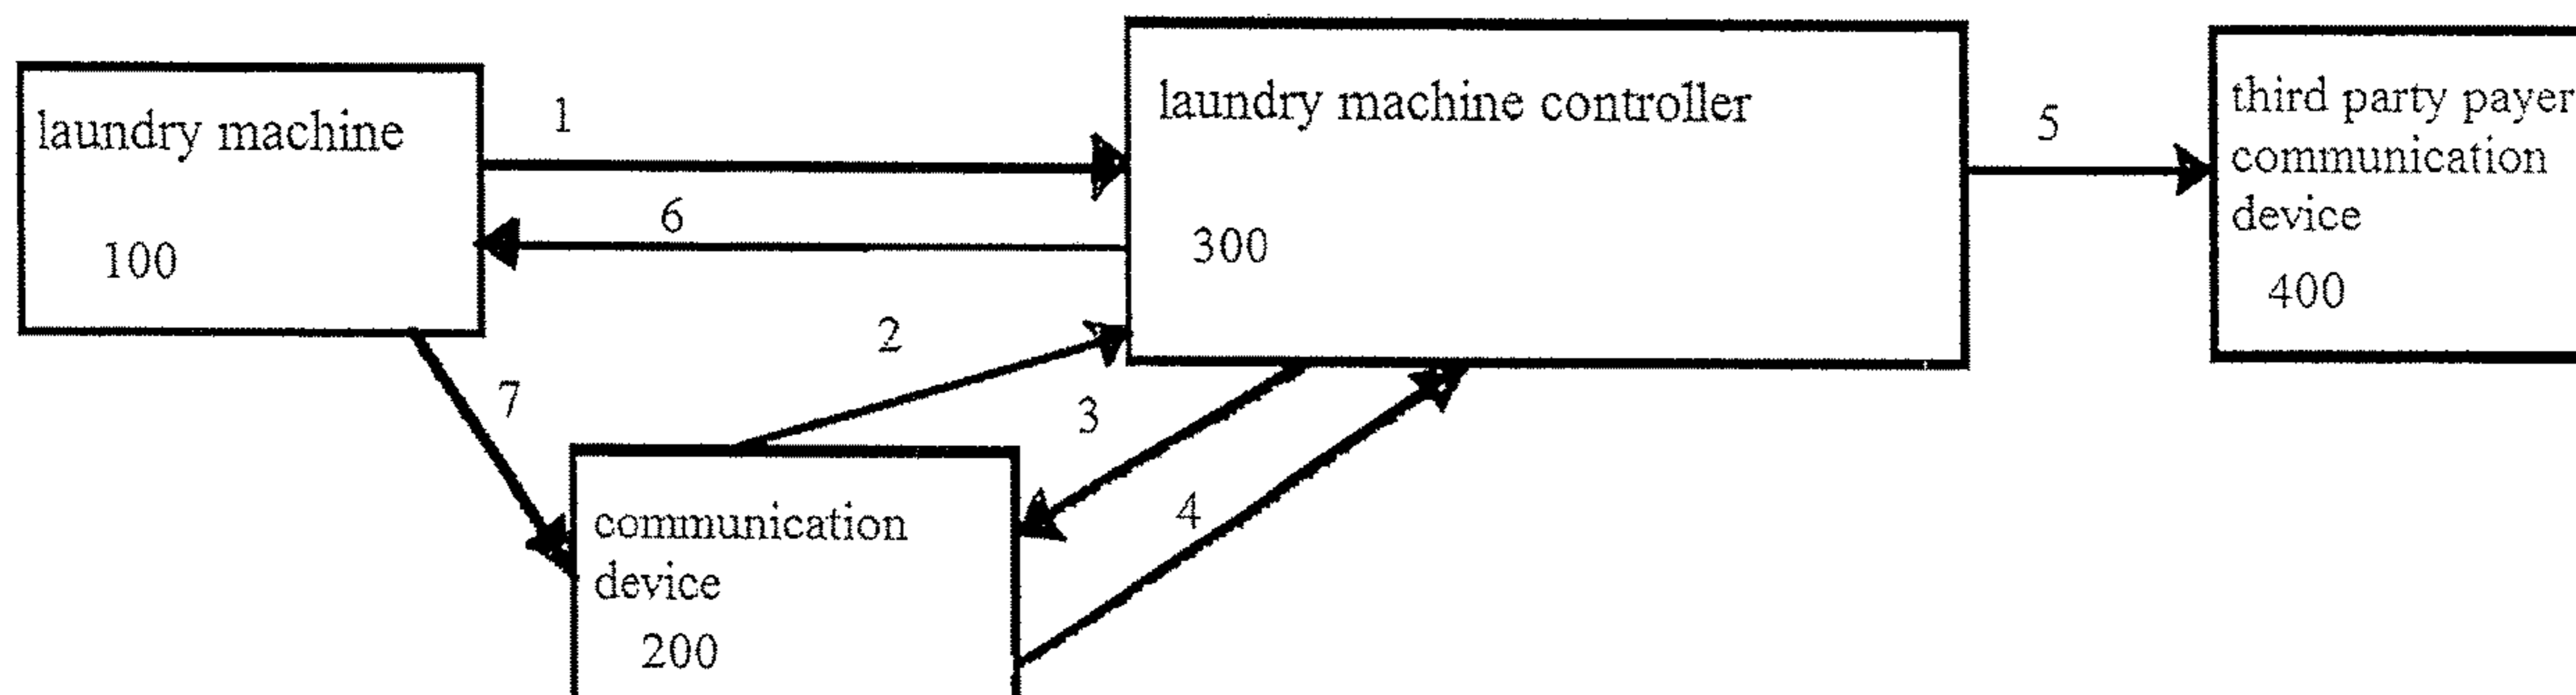 laundry machine
100
1
6
laundry machine controller
300
5
third party payer
communication
device
400
2
7
3
4
communication
device
200